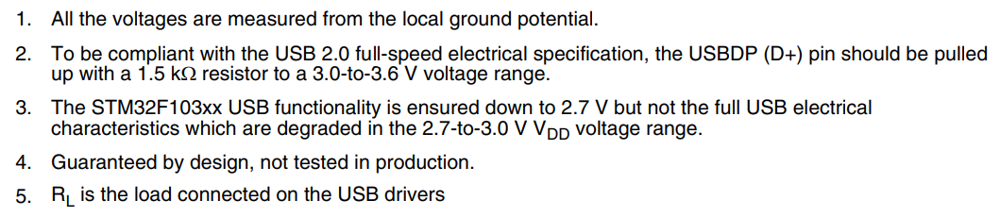 1. All the voltages are measured from the local ground potential.
2. To be compliant with the USB 2.0 full-speed electrical specification, the USBDP (D+) pin should be pulled
up with a 1.5 kΩ resistor to a 3.0-to-3.6 V voltage range.
3. The STM32F103xx USB functionality is ensured down to 2.7 V but not the full USB electrical
characteristics which are degraded in the 2.7-to-3.0 V VDD voltage range.
4. Guaranteed by design, not tested in production.
5. RL is the load connected on the USB drivers